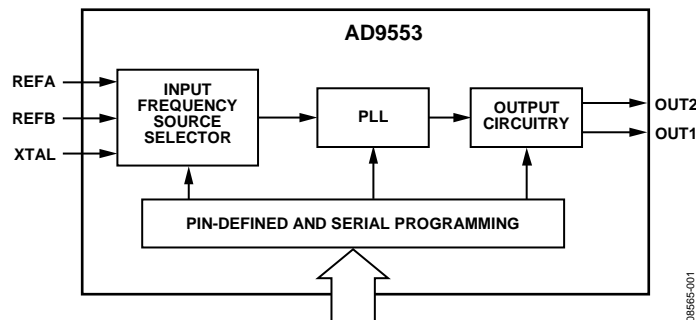 AD9553
REFA
REFB
XTAL
INPUT
FREQUENCY
SOURCE
SELECTOR
PLL
OUTPUT
CIRCUITRY
OUT2
OUT1
PIN-DEFINED AND SERIAL PROGRAMMING
08565-001